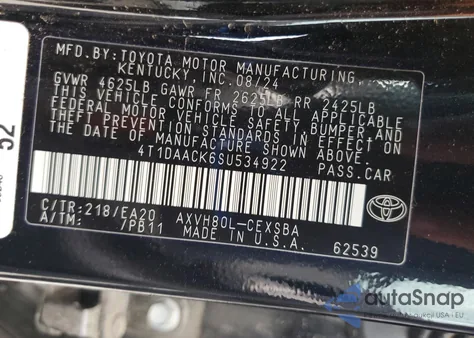 MFD.BY:TOYOTA MOTOR MANUFACTURING
KENTUCKY, INC. 08/24
GVWR 4625LB GAWR FR 2625LB RR 2425LB
THIS VEHICLE CONFORMS TO ALL APPLICABLE
FEDERAL MOTOR VEHICLE SAFETY, BUMPER, AND
THEFT PREVENTION STANDARDS IN EFFECT ON
THE DATE OF MANUFACTURE SHOWN ABOVE.
4T1DAACK6SU534922 PASS.CAR
C/TR:218/EA20 AXVH80L-CEXSBA
A/TM: /PB11 MADE IN U.S.A.
62539
TOYOTA
52
autoSnap